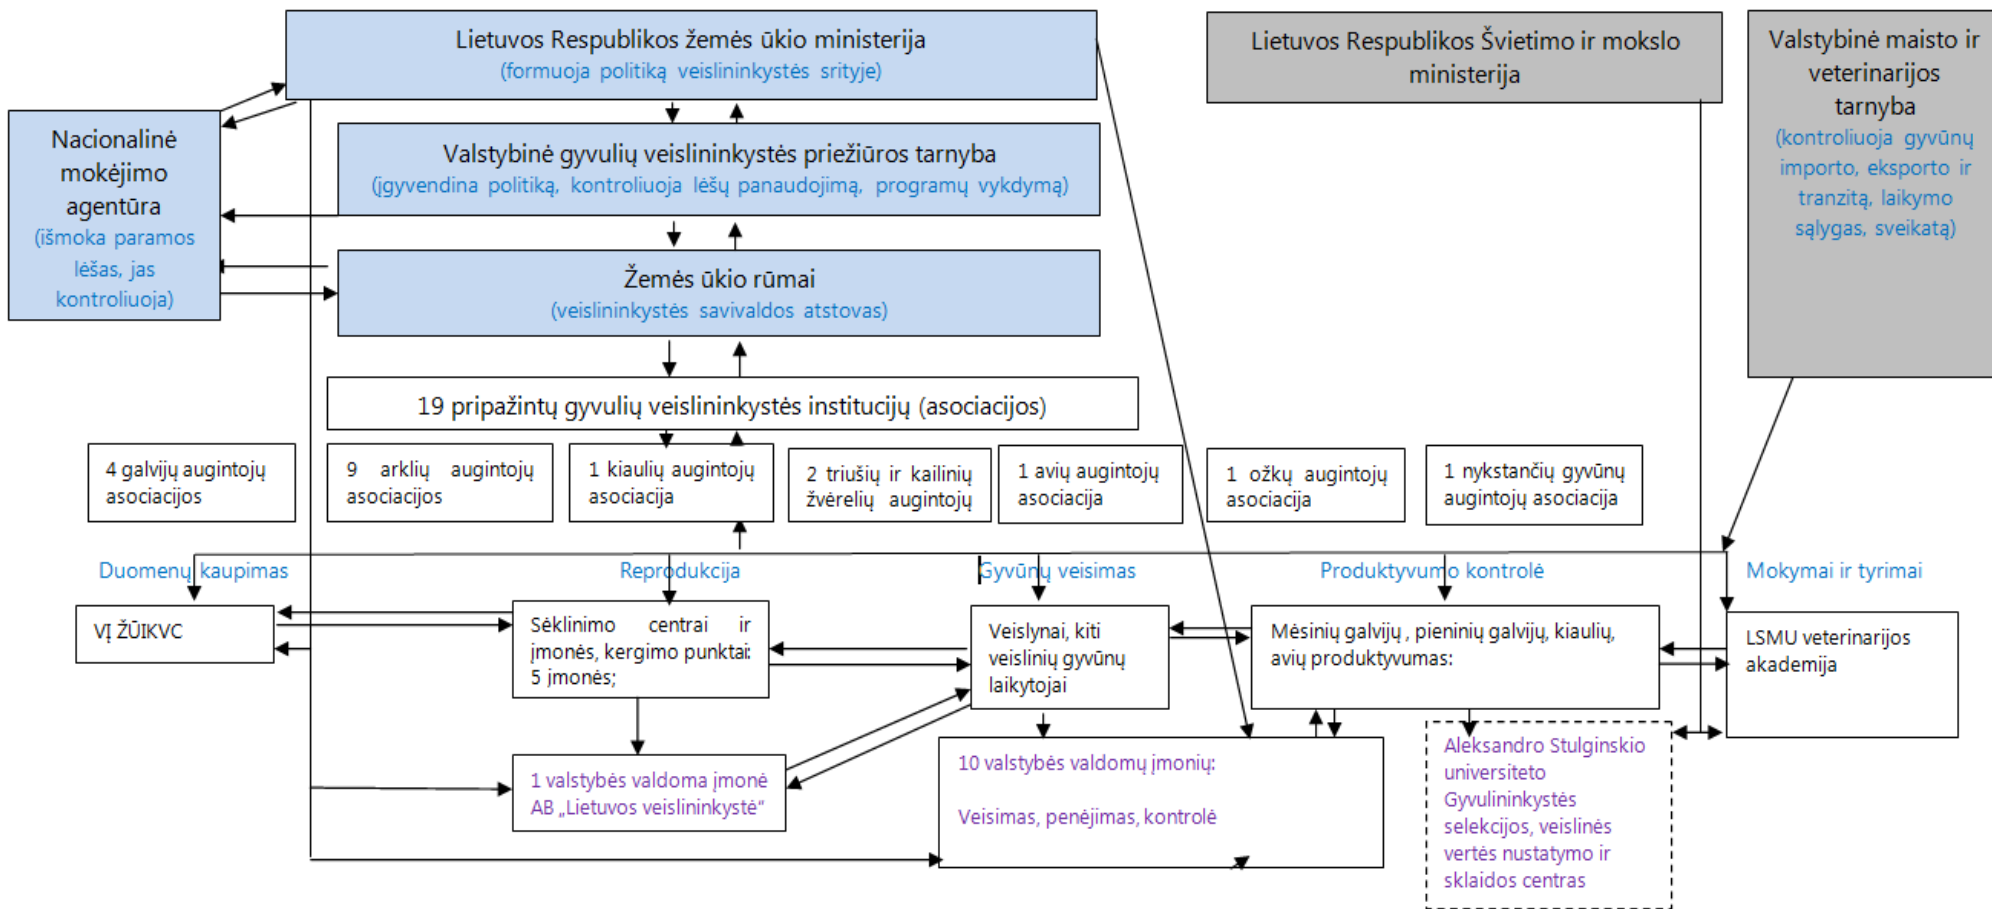 Lietuvos Respublikos žemės ūkio ministerija
(formuoja politiką veislininkystės srityje)
Lietuvos Respublikos Švietimo ir mokslo
ministerija
Valstybinė maisto ir
veterinarijos
tarnyba
(kontroliuoja gyvūnų
importo, eksporto ir
tranzitą, laikymo
sąlygas, sveikatą)
Nacionalinė
mokėjimo
agentūra
(išmoka paramos
lėšas, jas
kontroliuoja)
Valstybinė gyvulių veislininkystės priežiūros tarnyba
(įgyvendina politiką, kontroliuoja lėšų panaudojimą, programų vykdymą)
Žemės ūkio rūmai
(veislininkystės savivaldos atstovas)
19 pripažintų gyvulių veislininkystės institucijų (asociacijos)
4 galvijų augintojų
asociacijos
9 arklių augintojų
asociacijos
1 kiaulių augintojų
asociacija
2 triušių ir kailinių
žvėrelių augintojų
1 avių augintojų
asociacija
1 ožkų augintojų
asociacija
1 nykstančių gyvūnų
augintojų asociacija
Duomenų kaupimas
Reprodukcija
Gyvūnų veisimas
Produktyvumo kontrolė
Mokymai ir tyrimai
VĮ ŽŪIKVC
Sėklinimo centrai ir
įmonės, kergimo punktai:
5 įmonės;
Veislynai, kiti
veislinių gyvūnų
laikytojai
Mėsinių galvijų , pieninių galvijų, kiaulių,
avių produktyvumas:
LSMU veterinarijos
akademija
1 valstybės valdoma įmonė
AB „Lietuvos veislininkystė“
10 valstybės valdomų įmonių:
Veisimas, penėjimas, kontrolė
Aleksandro Stulginskio
universiteto
Gyvulininkystės
selekcijos, veislinės
vertės nustatymo ir
sklaidos centras